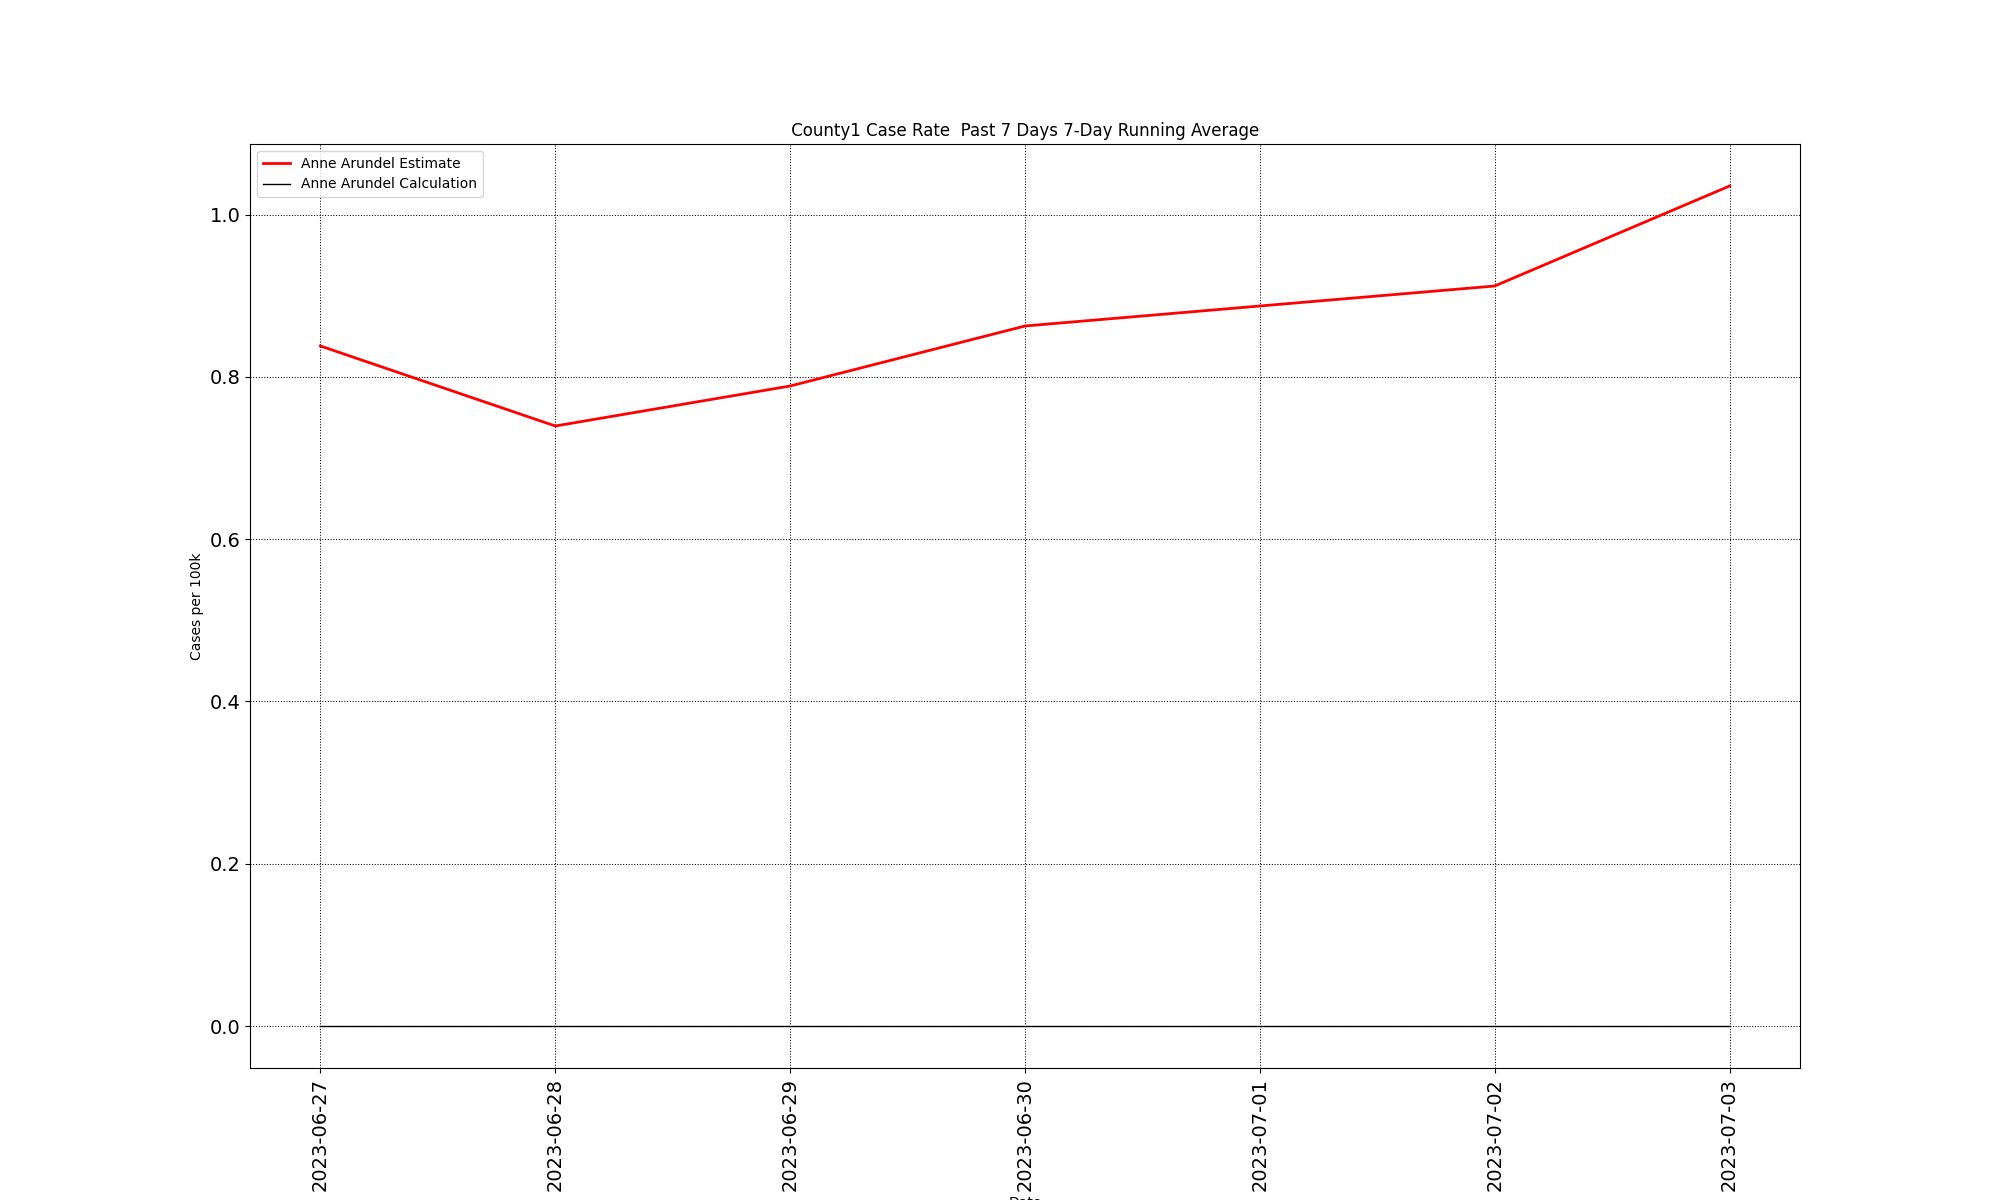 County1 Case Rate  Past 7 Days 7-Day Running Average
Anne Arundel Estimate
Anne Arundel Calculation
1.0
0.8
0.6
0.4
0.2
0.0
Cases per 100k
2023-06-27
2023-06-28
2023-06-29
2023-06-30
2023-07-01
2023-07-02
2023-07-03
Date